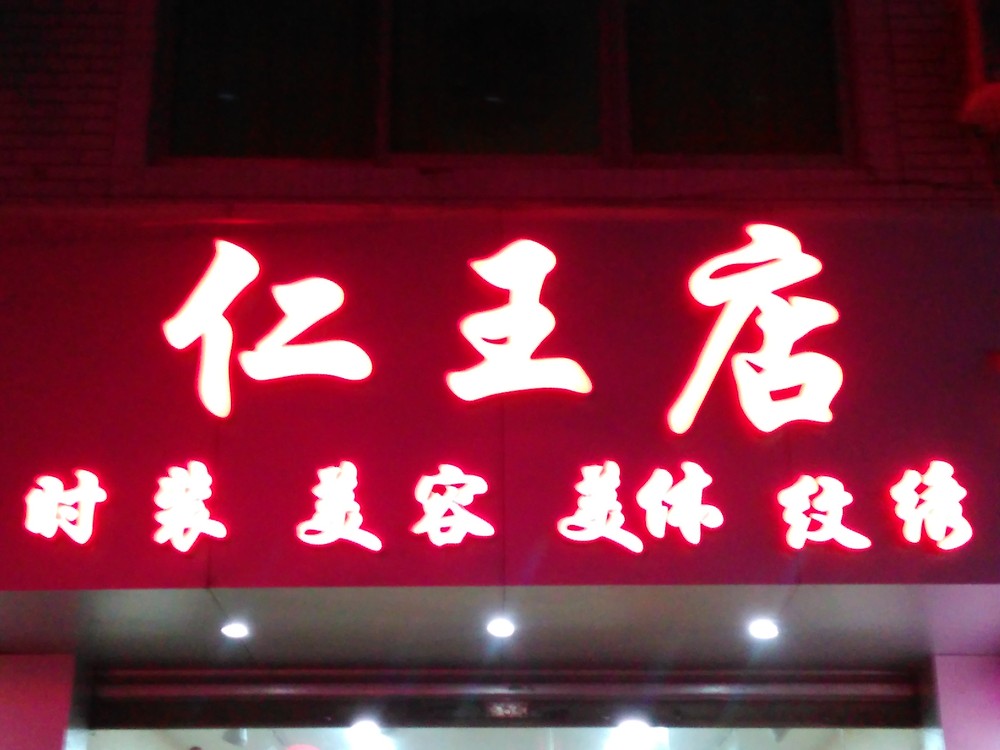 仁王店
时装 美容 美体 纹绣